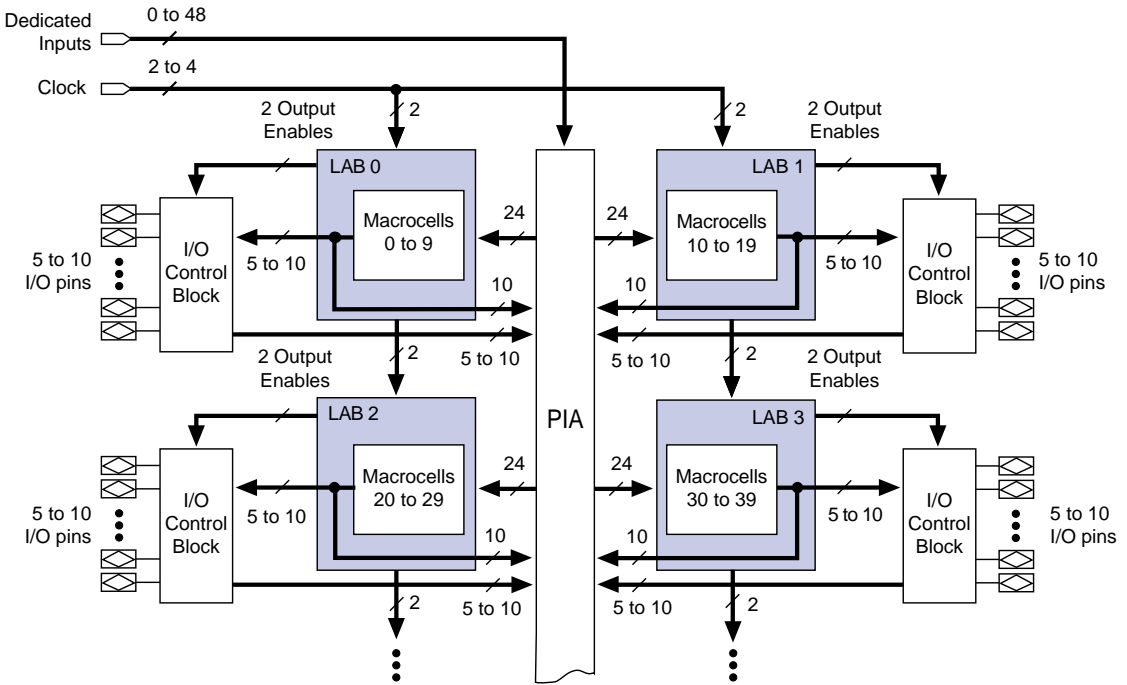 Dedicated
Inputs
0 to 48
Clock
2 to 4
2 Output
Enables
2
2
2 Output
Enables
LAB 0
LAB 1
Macrocells
0 to 9
24
24
Macrocells
10 to 19
I/O
Control
Block
I/O
Control
Block
5 to 10
I/O pins
5 to 10
5 to 10
5 to 10
I/O pins
10
10
5 to 10
5 to 10
2
2
2 Output
Enables
2 Output
Enables
PIA
LAB 2
LAB 3
Macrocells
20 to 29
24
24
Macrocells
30 to 39
I/O
Control
Block
I/O
Control
Block
5 to 10
I/O pins
5 to 10
5 to 10
5 to 10
I/O pins
10
10
5 to 10
5 to 10
2
2